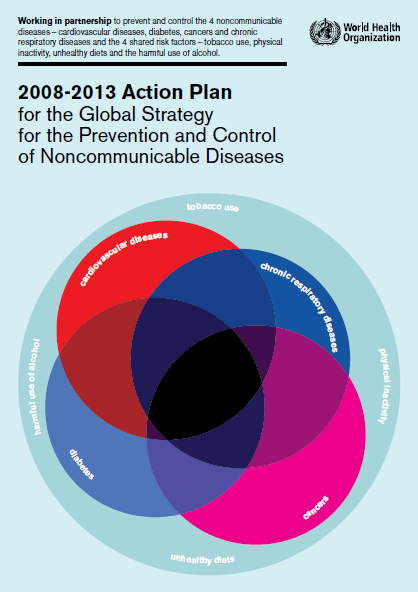 Working in partnership to prevent and control the 4 noncommunicable
diseases – cardiovascular diseases, diabetes, cancers and chronic
respiratory diseases and the 4 shared risk factors – tobacco use, physical
inactivity, unhealthy diets and the harmful use of alcohol.
World Health
Organization
2008-2013 Action Plan
for the Global Strategy
for the Prevention and Control
of Noncommunicable Diseases
tobacco use
cardiovascular diseases
chronic respiratory diseases
harmful use of alcohol
physical inactivity
diabetes
cancers
unhealthy diets